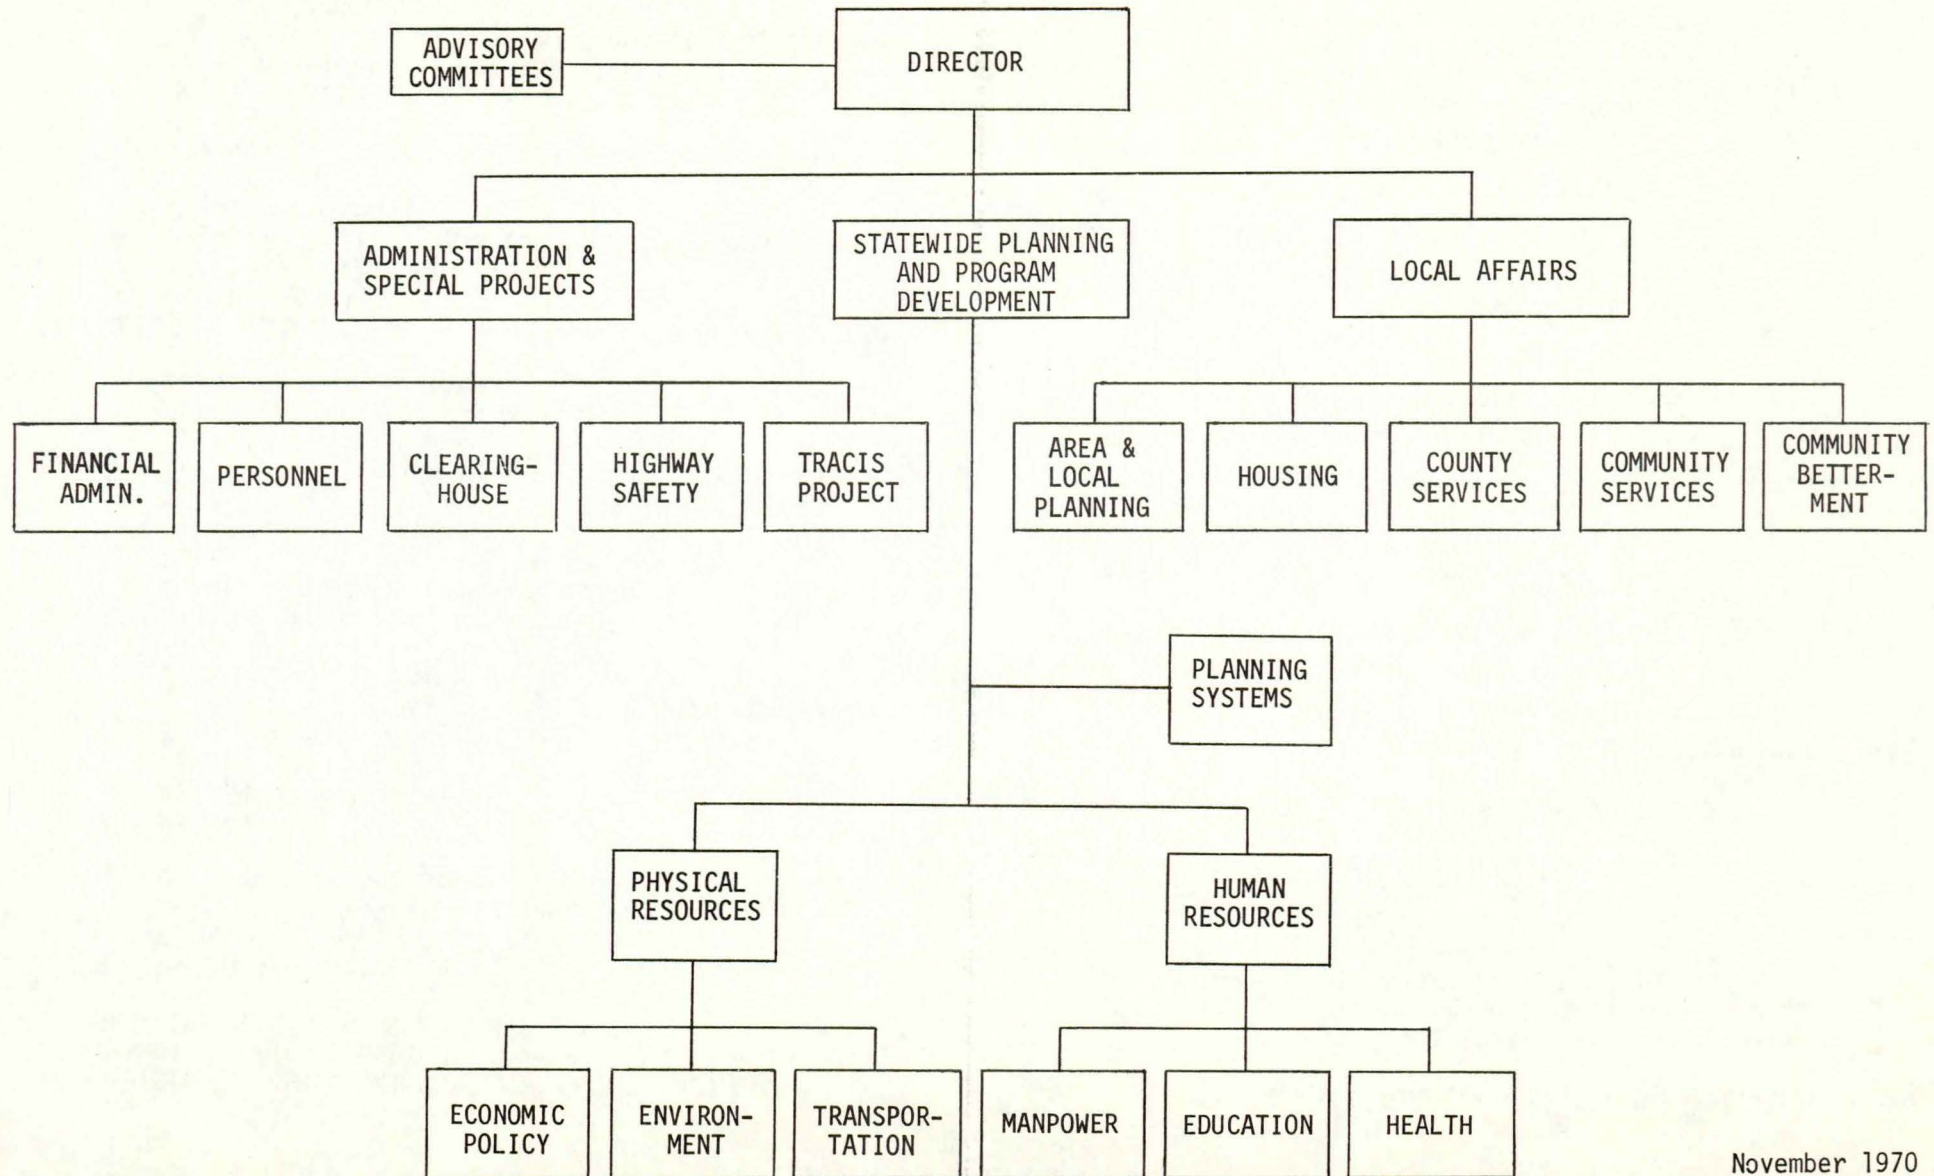 ADVISORY
COMMITTEES
DIRECTOR
ADMINISTRATION &
SPECIAL PROJECTS
STATEWIDE PLANNING
AND PROGRAM
DEVELOPMENT
LOCAL AFFAIRS
FINANCIAL
ADMIN.
PERSONNEL
CLEARING-
HOUSE
HIGHWAY
SAFETY
TRACIS
PROJECT
AREA &
LOCAL
PLANNING
HOUSING
COUNTY
SERVICES
COMMUNITY
SERVICES
COMMUNITY
BETTER-
MENT
PLANNING
SYSTEMS
PHYSICAL
RESOURCES
HUMAN
RESOURCES
ECONOMIC
POLICY
ENVIRON-
MENT
TRANSPOR-
TATION
MANPOWER
EDUCATION
HEALTH
November 1970